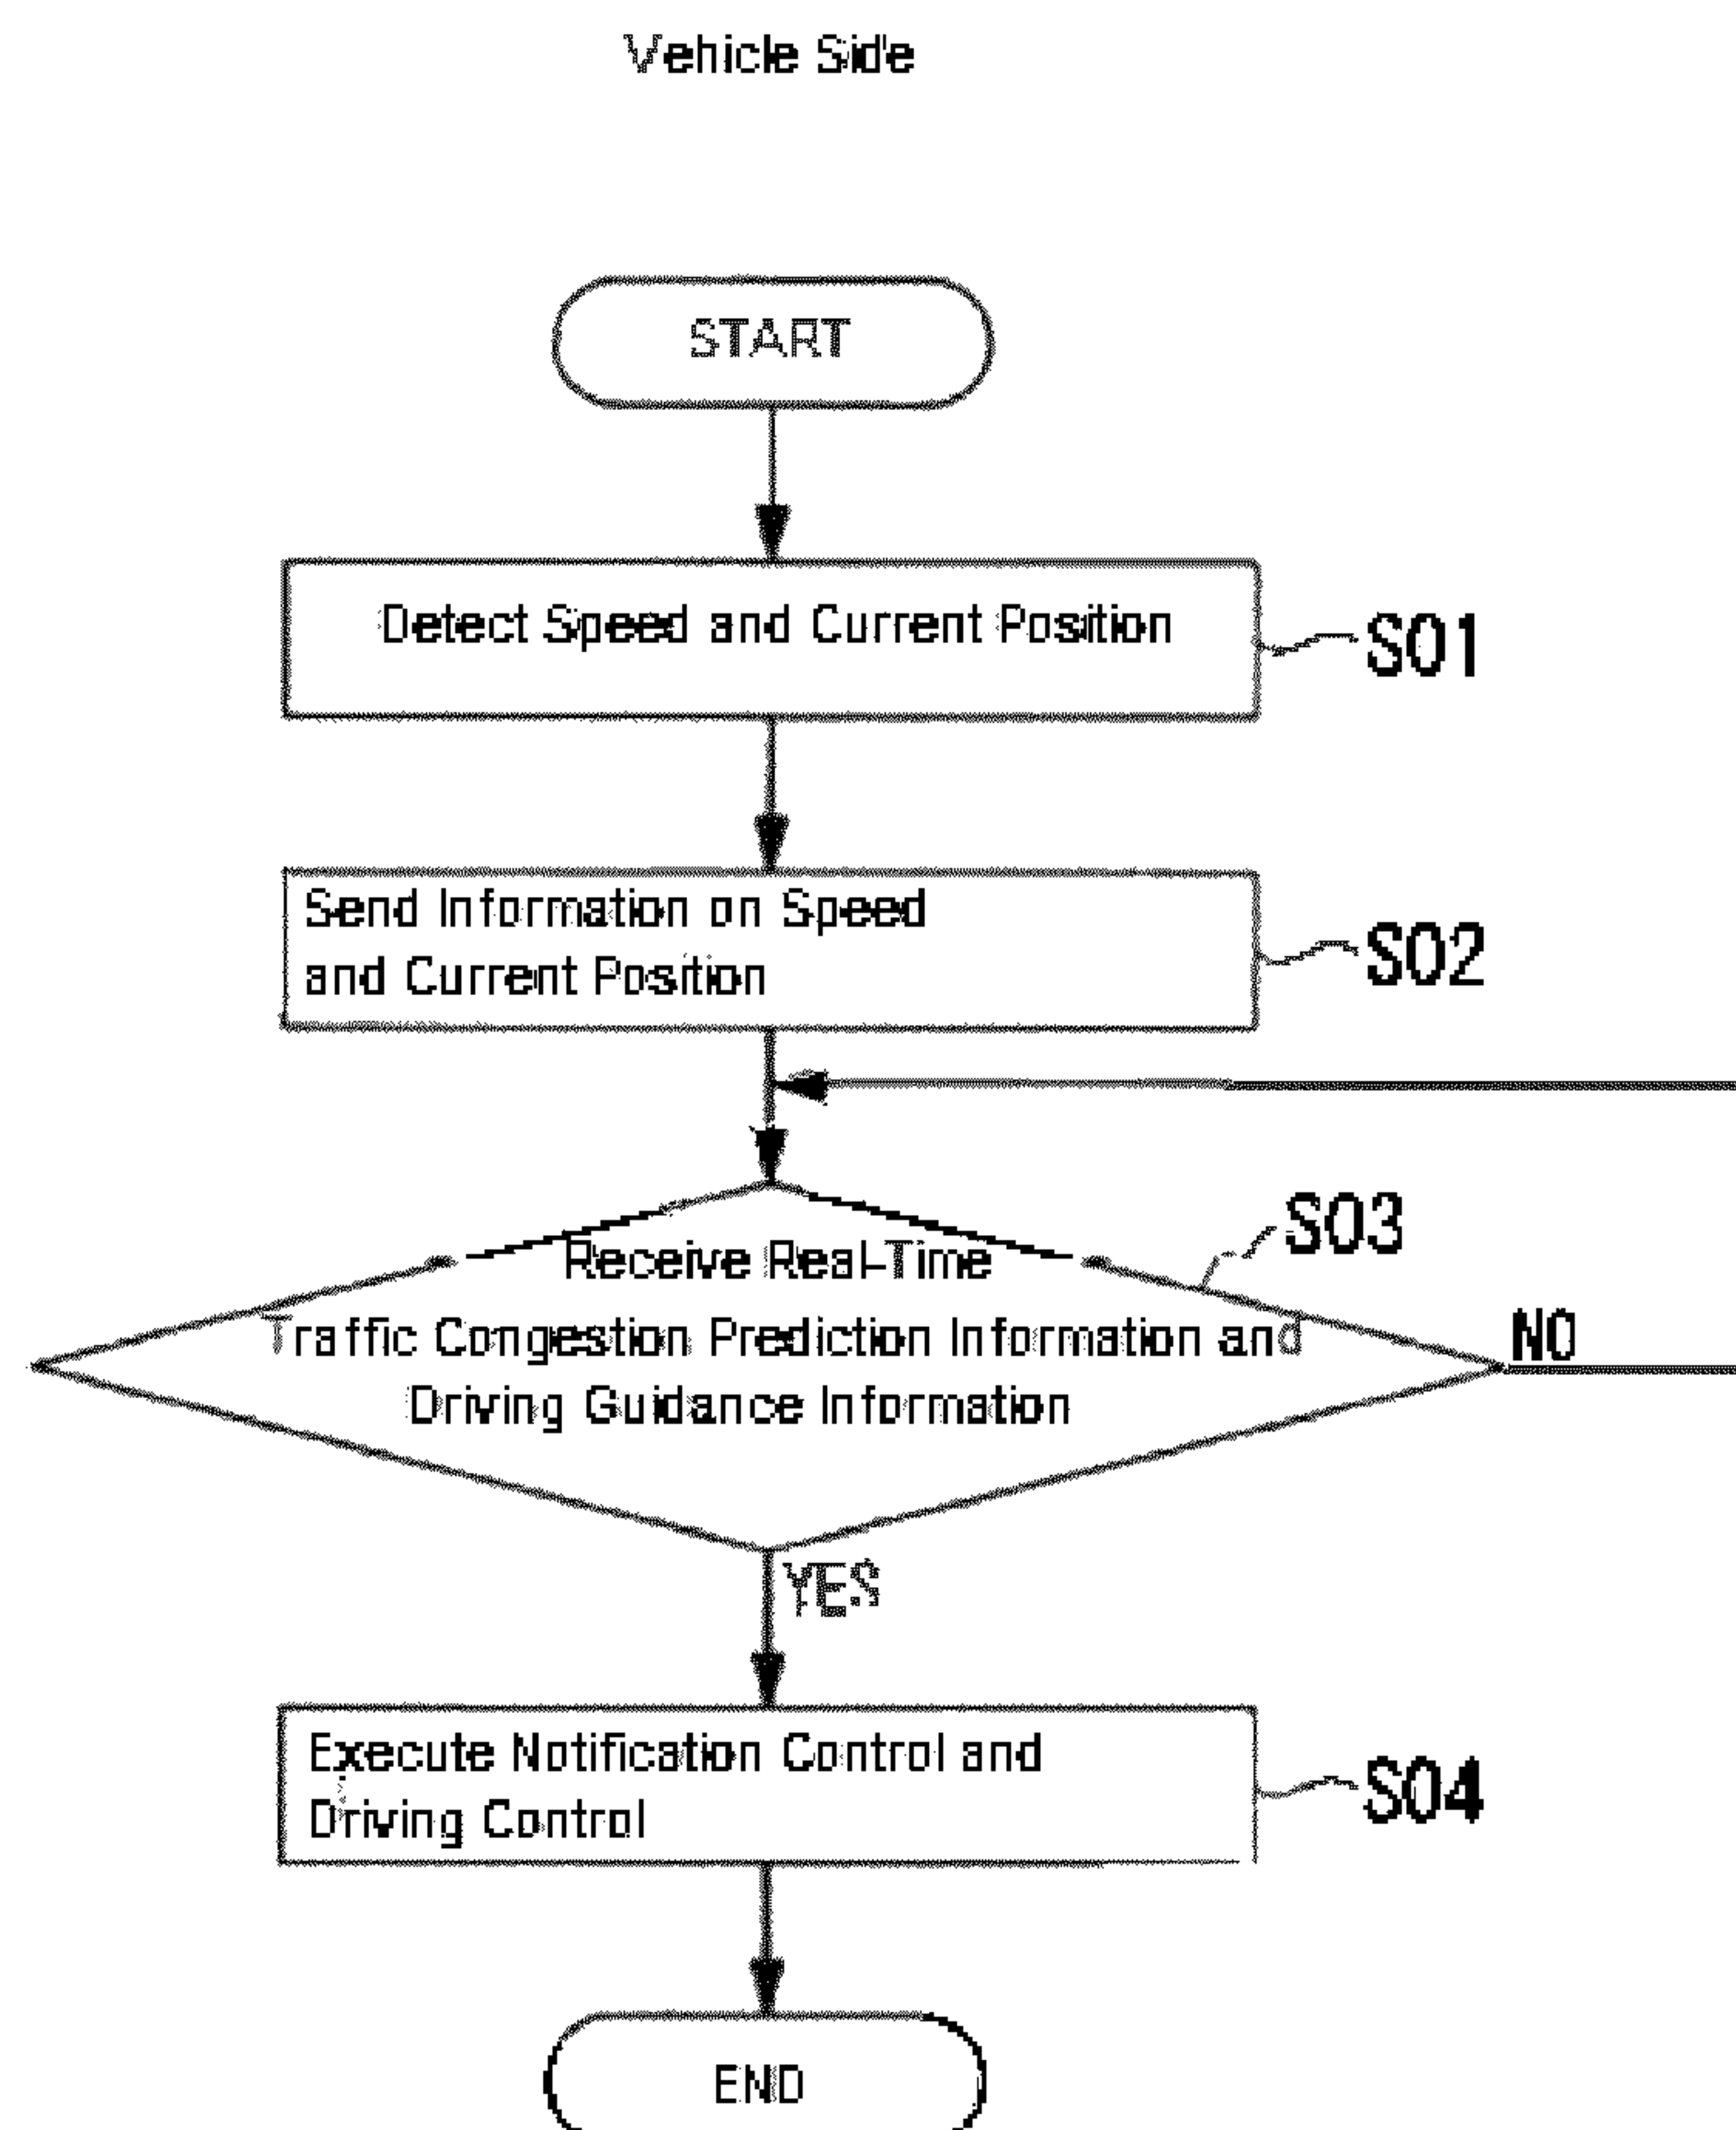 Vehicle Side
START
Detect Speed and Current Position
S01
Send Information on Speed
and Current Position
S02
Receive Real-Time
S03
Traffic Congestion Prediction Information and
NO
Driving Guidance Information
YES
Execute Notification Control and
Driving Control
S04
END